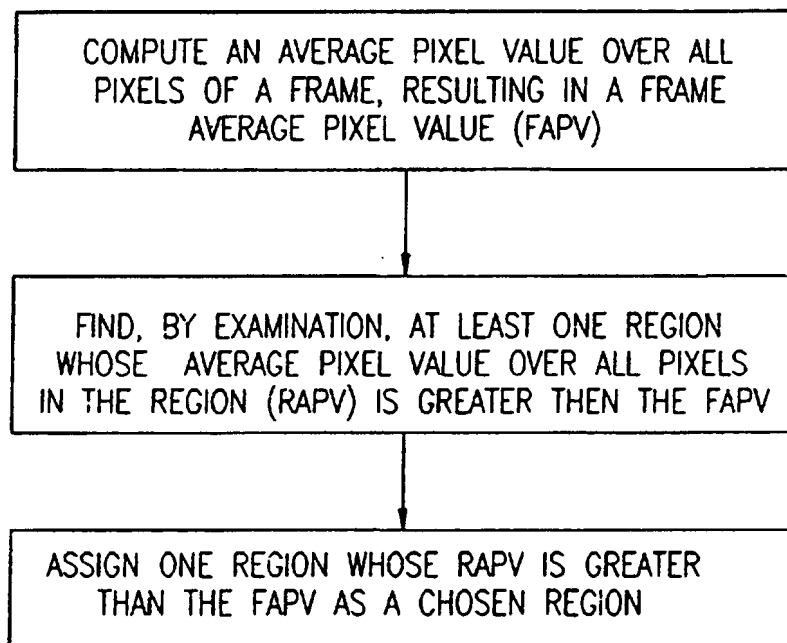 COMPUTE AN AVERAGE PIXEL VALUE OVER ALL
PIXELS OF A FRAME, RESULTING IN A FRAME
AVERAGE PIXEL VALUE (FAPV)
FIND, BY EXAMINATION, AT LEAST ONE REGION
WHOSE AVERAGE PIXEL VALUE OVER ALL PIXELS
IN THE REGION (RAPV) IS GREATER THEN THE FAPV
ASSIGN ONE REGION WHOSE RAPV IS GREATER
THAN THE FAPV AS A CHOSEN REGION